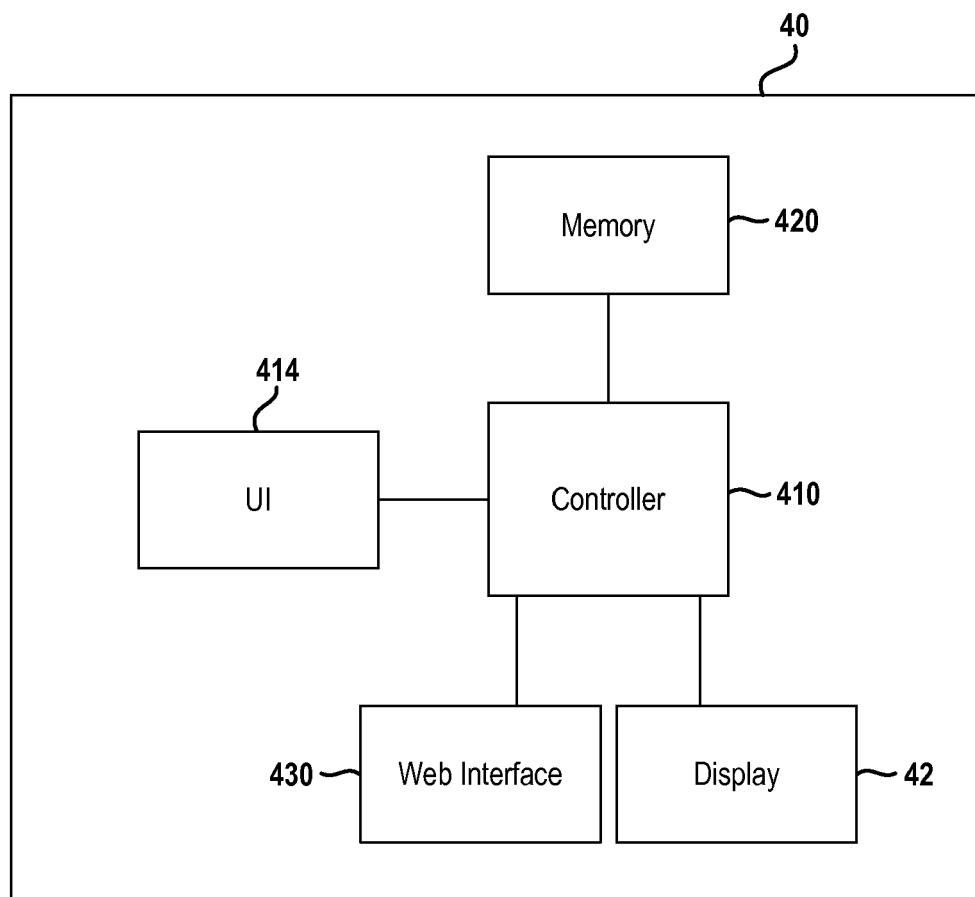 40
Memory
420
414
UI
Controller
410
430
Web Interface
Display
42